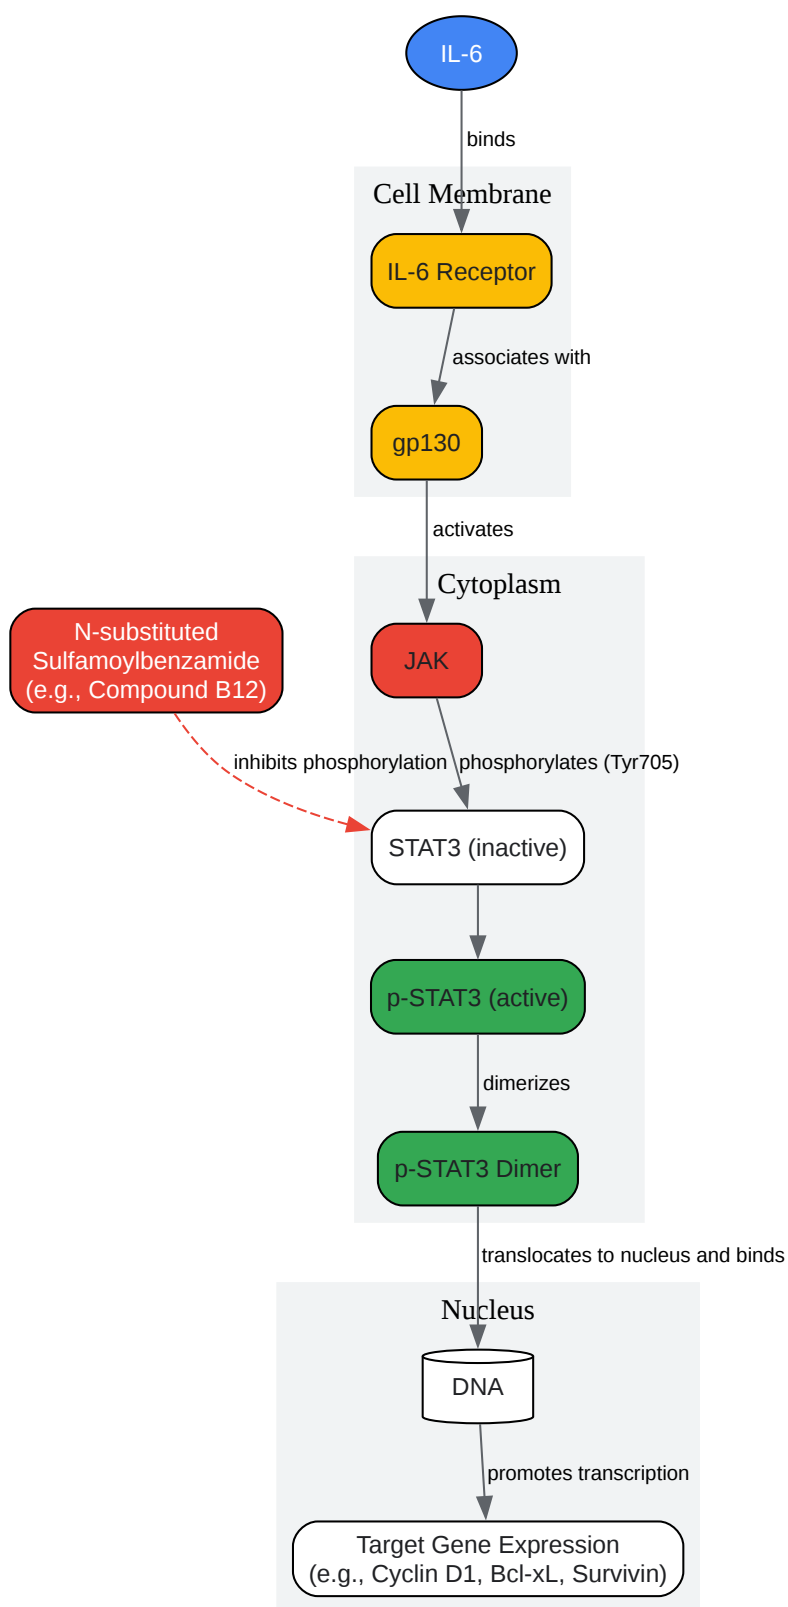 IL-6
binds
Cell Membrane
IL-6 Receptor
associates with
gp130
activates
Cytoplasm
N-substituted
Sulfamoylbenzamide
(e.g., Compound B12)
JAK
inhibits phosphorylation
phosphorylates (Tyr705)
STAT3 (inactive)
p-STAT3 (active)
dimerizes
p-STAT3 Dimer
translocates to nucleus and binds
Nucleus
DNA
promotes transcription
Target Gene Expression
(e.g., Cyclin D1, Bcl-xL, Survivin)